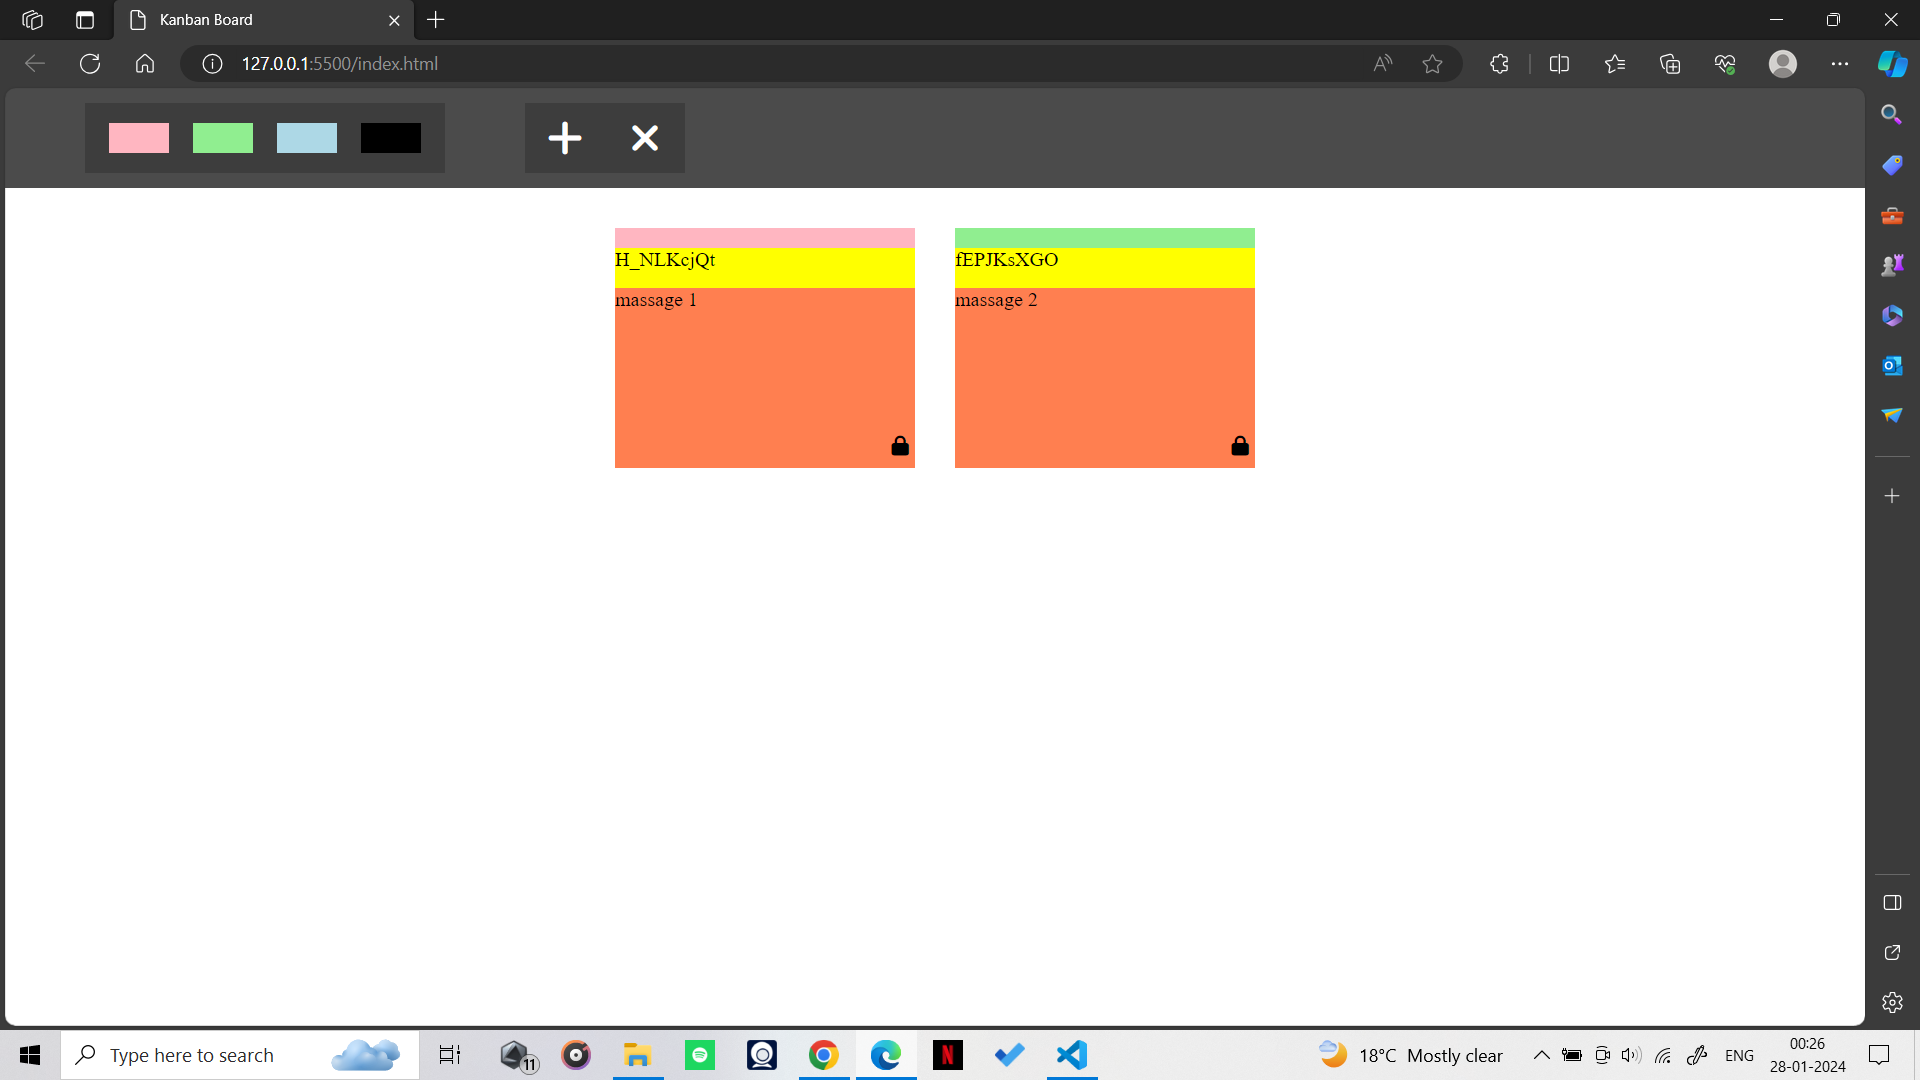 Kanban Board
127.0.0.1:5500/index.html
H_NLKcjQt
fEPJKsXGO
massage 1
massage 2
Type here to search
11
N
18°C Mostly clear
ENG
00:26
28-01-2024